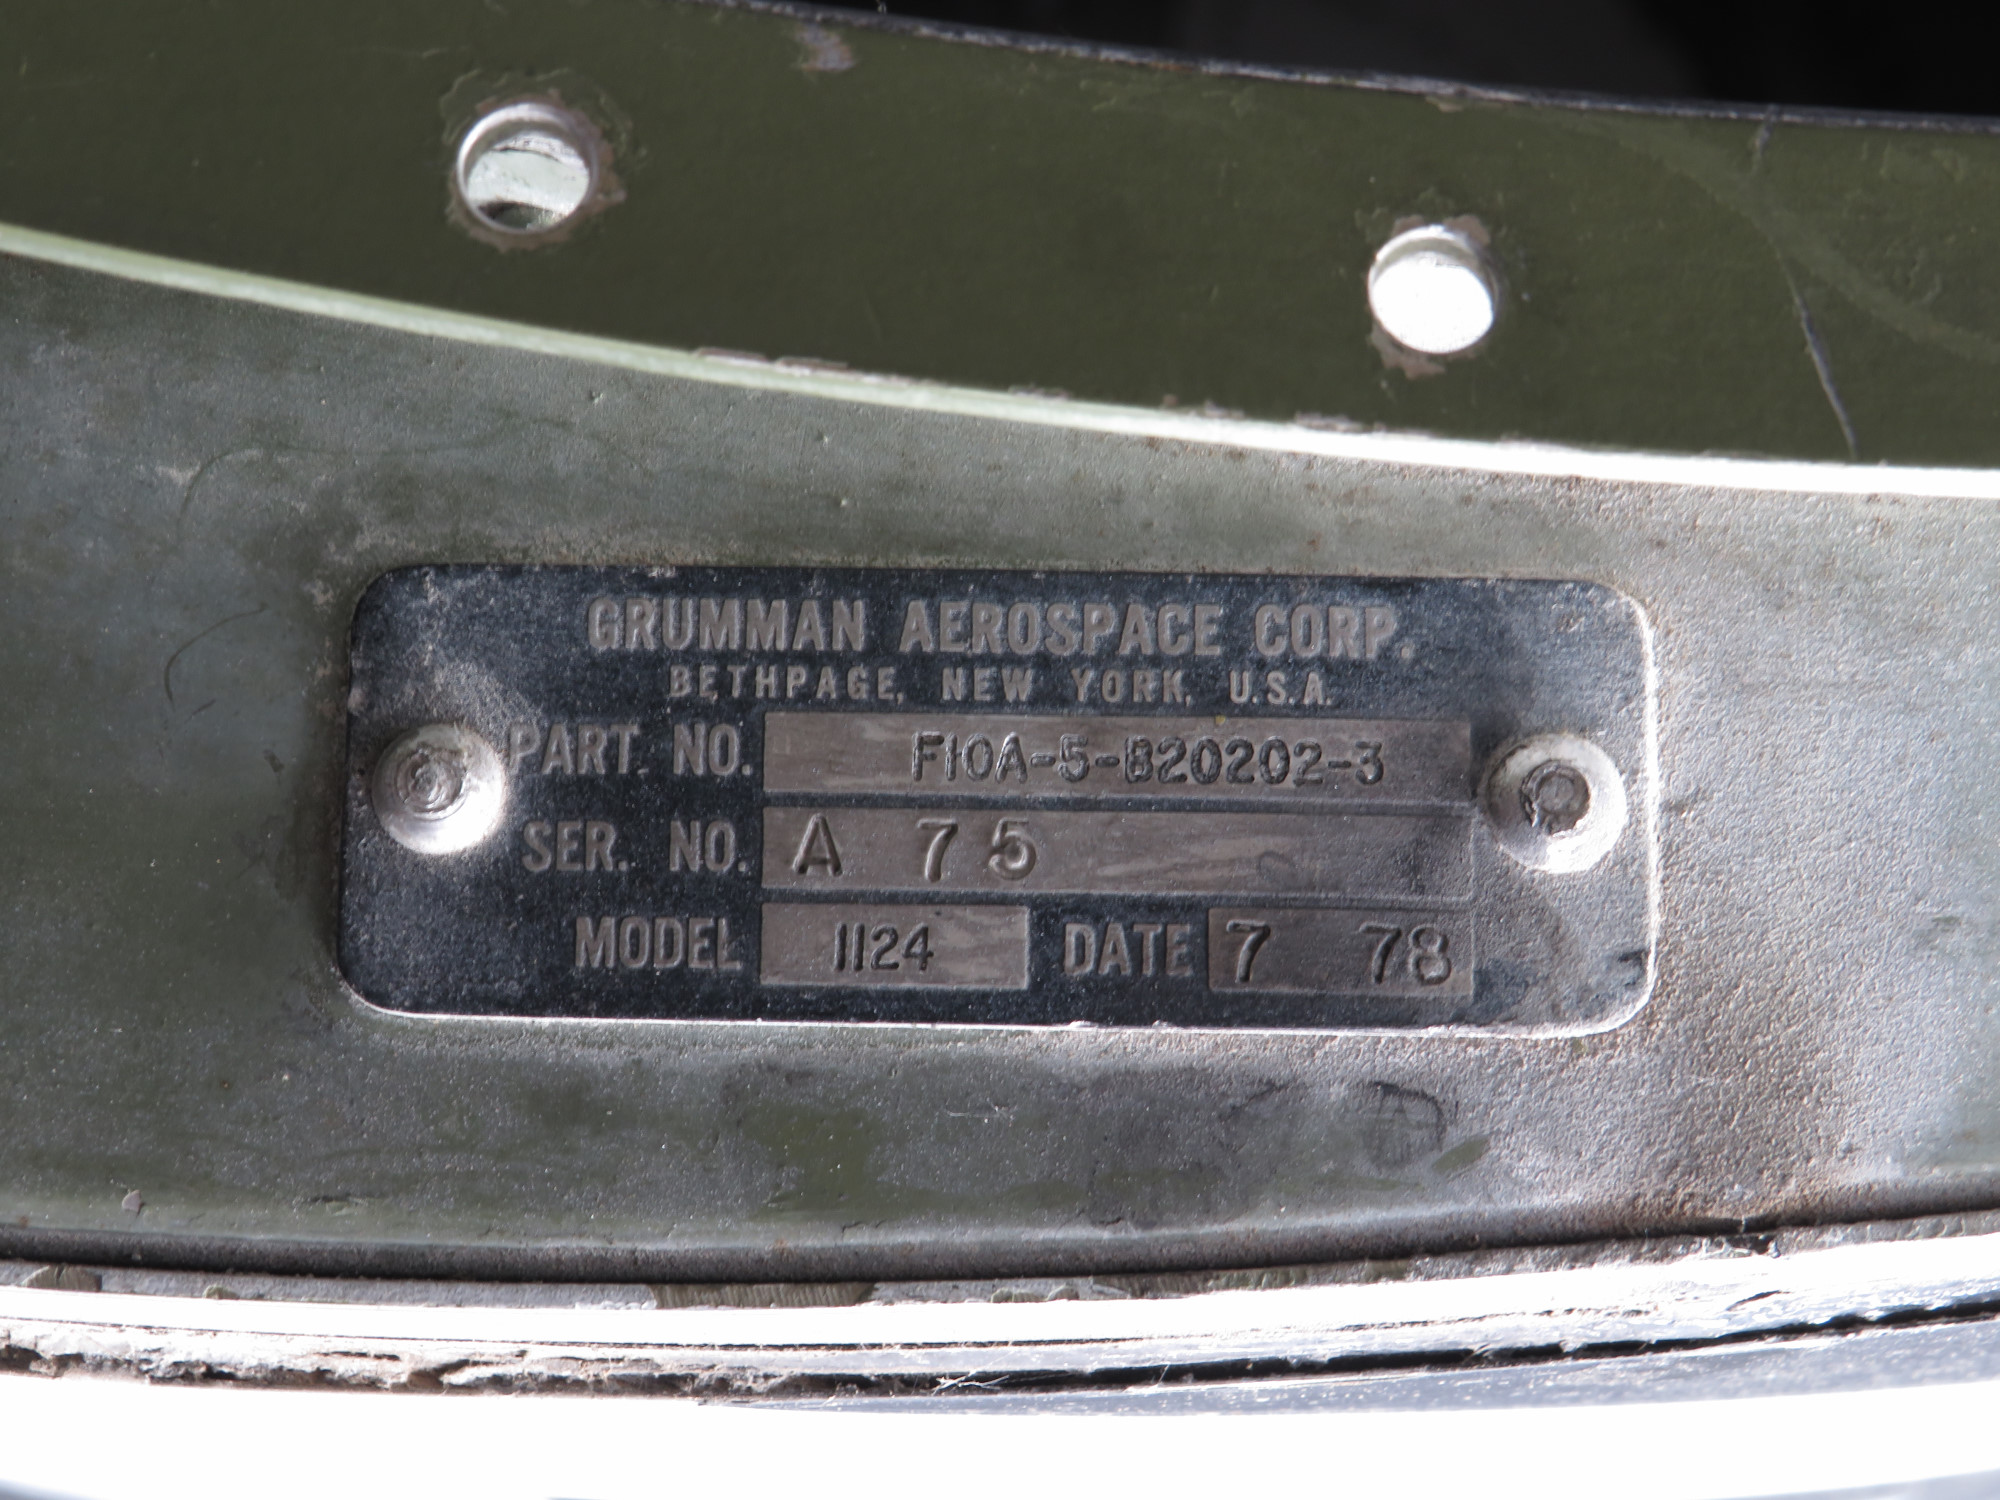 GRUMMAN AEROSPACE CORP.
BETHPAGE, NEW YORK, U.S.A.
PART NO. F10A-5-B20202-3
SER. NO. A 75
MODEL 1124 DATE 7 78